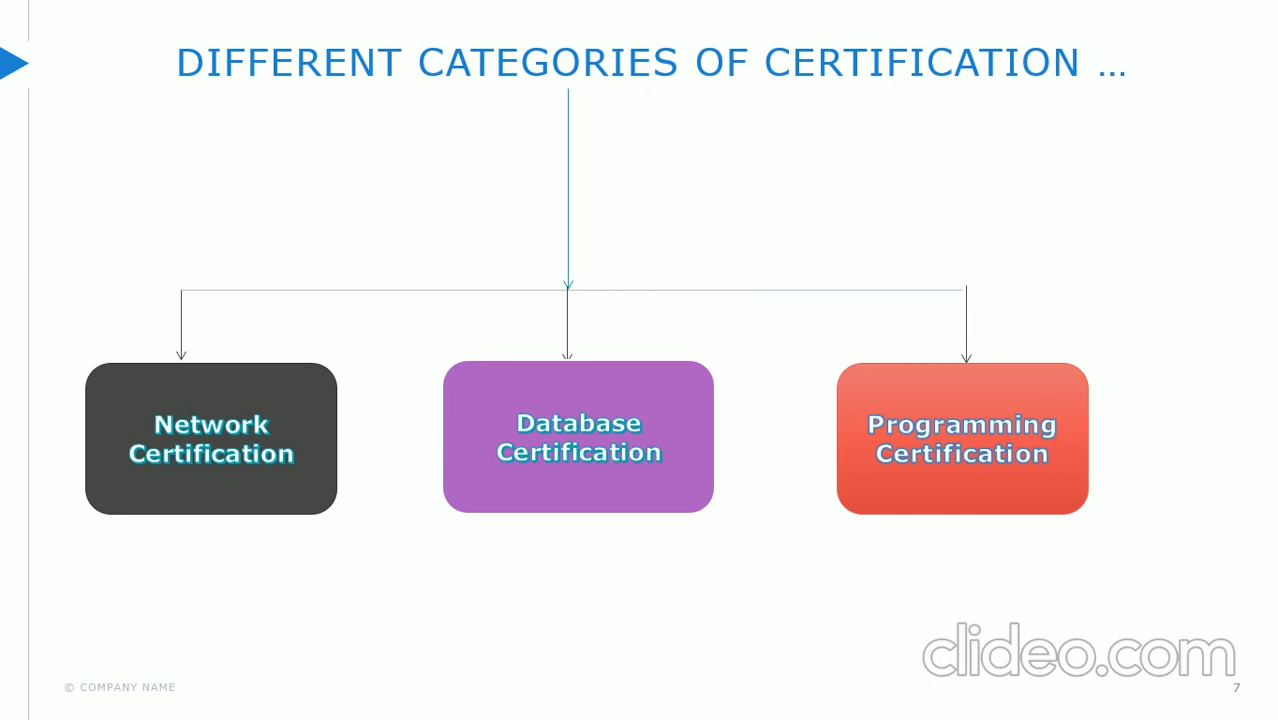 DIFFERENT CATEGORIES OF CERTIFICATION ...
Network
Certification
Database
Certification
Programming
Certification
clideo.com
© COMPANY NAME
7